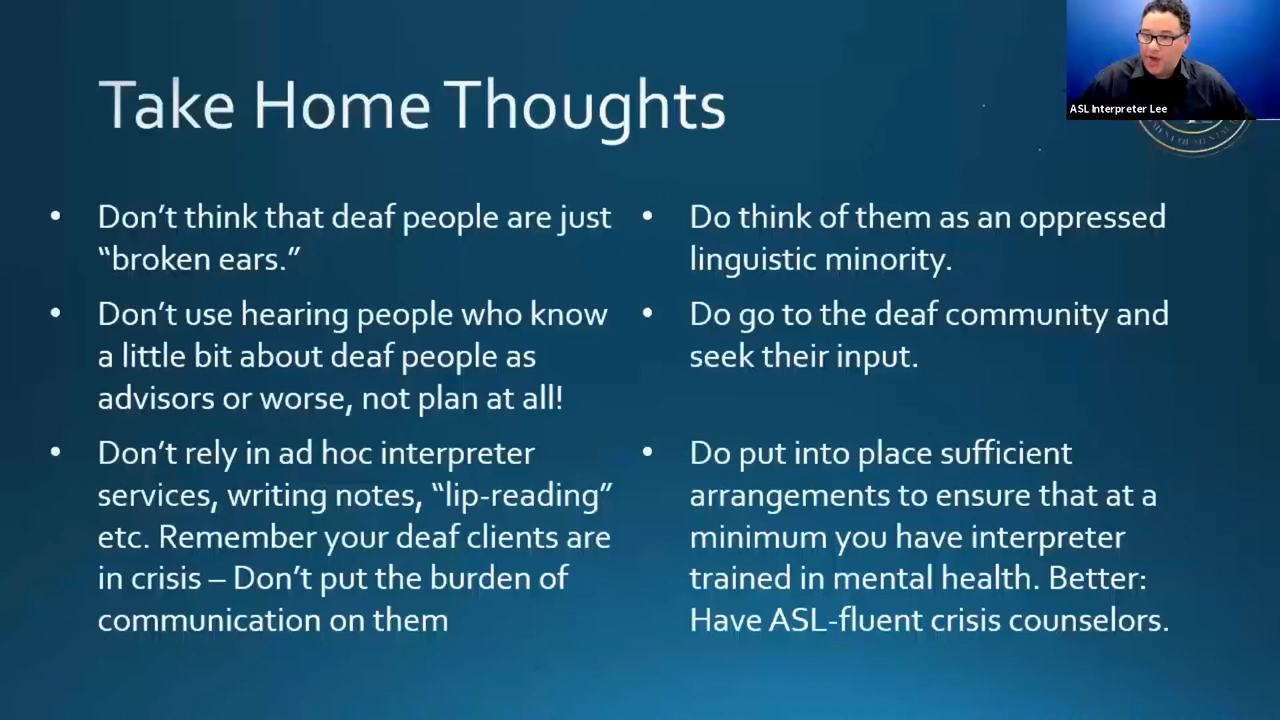 Take Home Thoughts
ASL Interpreter Lee
• Don’t think that deaf people are just
“broken ears.”
• Don’t use hearing people who know
a little bit about deaf people as
advisors or worse, not plan at all!
• Don’t rely in ad hoc interpreter
services, writing notes, “lip-reading”
etc. Remember your deaf clients are
in crisis – Don’t put the burden of
communication on them
• Do think of them as an oppressed
linguistic minority.
• Do go to the deaf community and
seek their input.
• Do put into place sufficient
arrangements to ensure that at a
minimum you have interpreter
trained in mental health. Better:
Have ASL-fluent crisis counselors.